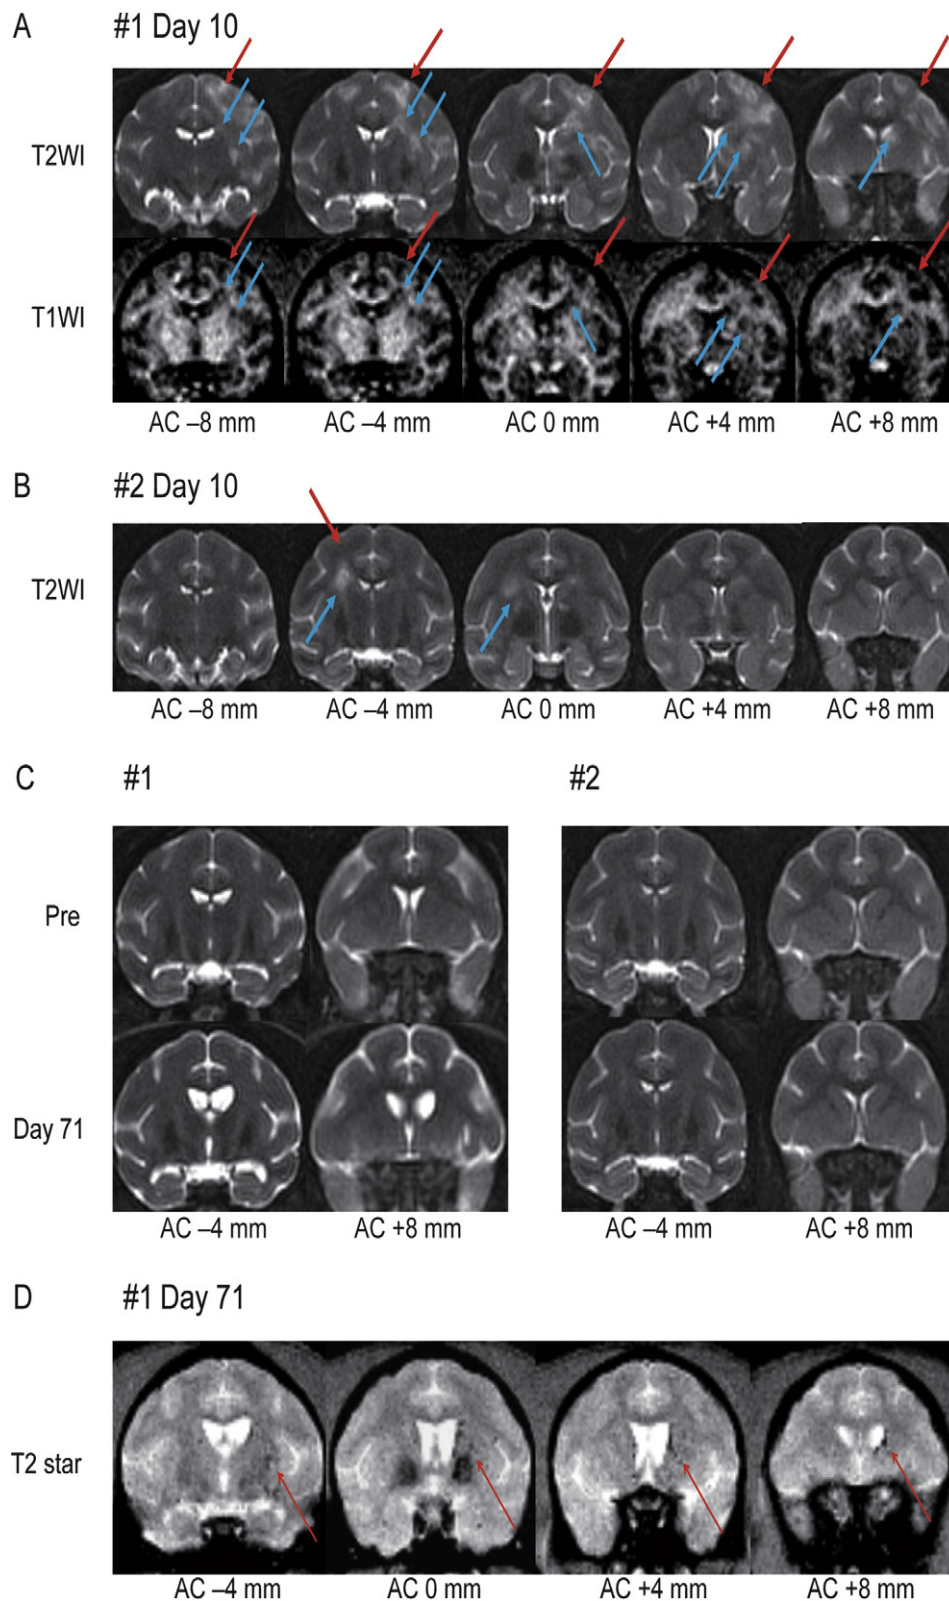 A #1 Day 10
T2WI
T1WI
AC –8 mm AC –4 mm AC 0 mm AC +4 mm AC +8 mm
B #2 Day 10
T2WI
AC –8 mm AC –4 mm AC 0 mm AC +4 mm AC +8 mm
C #1 #2
Pre
Day 71
AC –4 mm AC +8 mm AC –4 mm AC +8 mm
D #1 Day 71
T2 star
AC –4 mm AC 0 mm AC +4 mm AC +8 mm